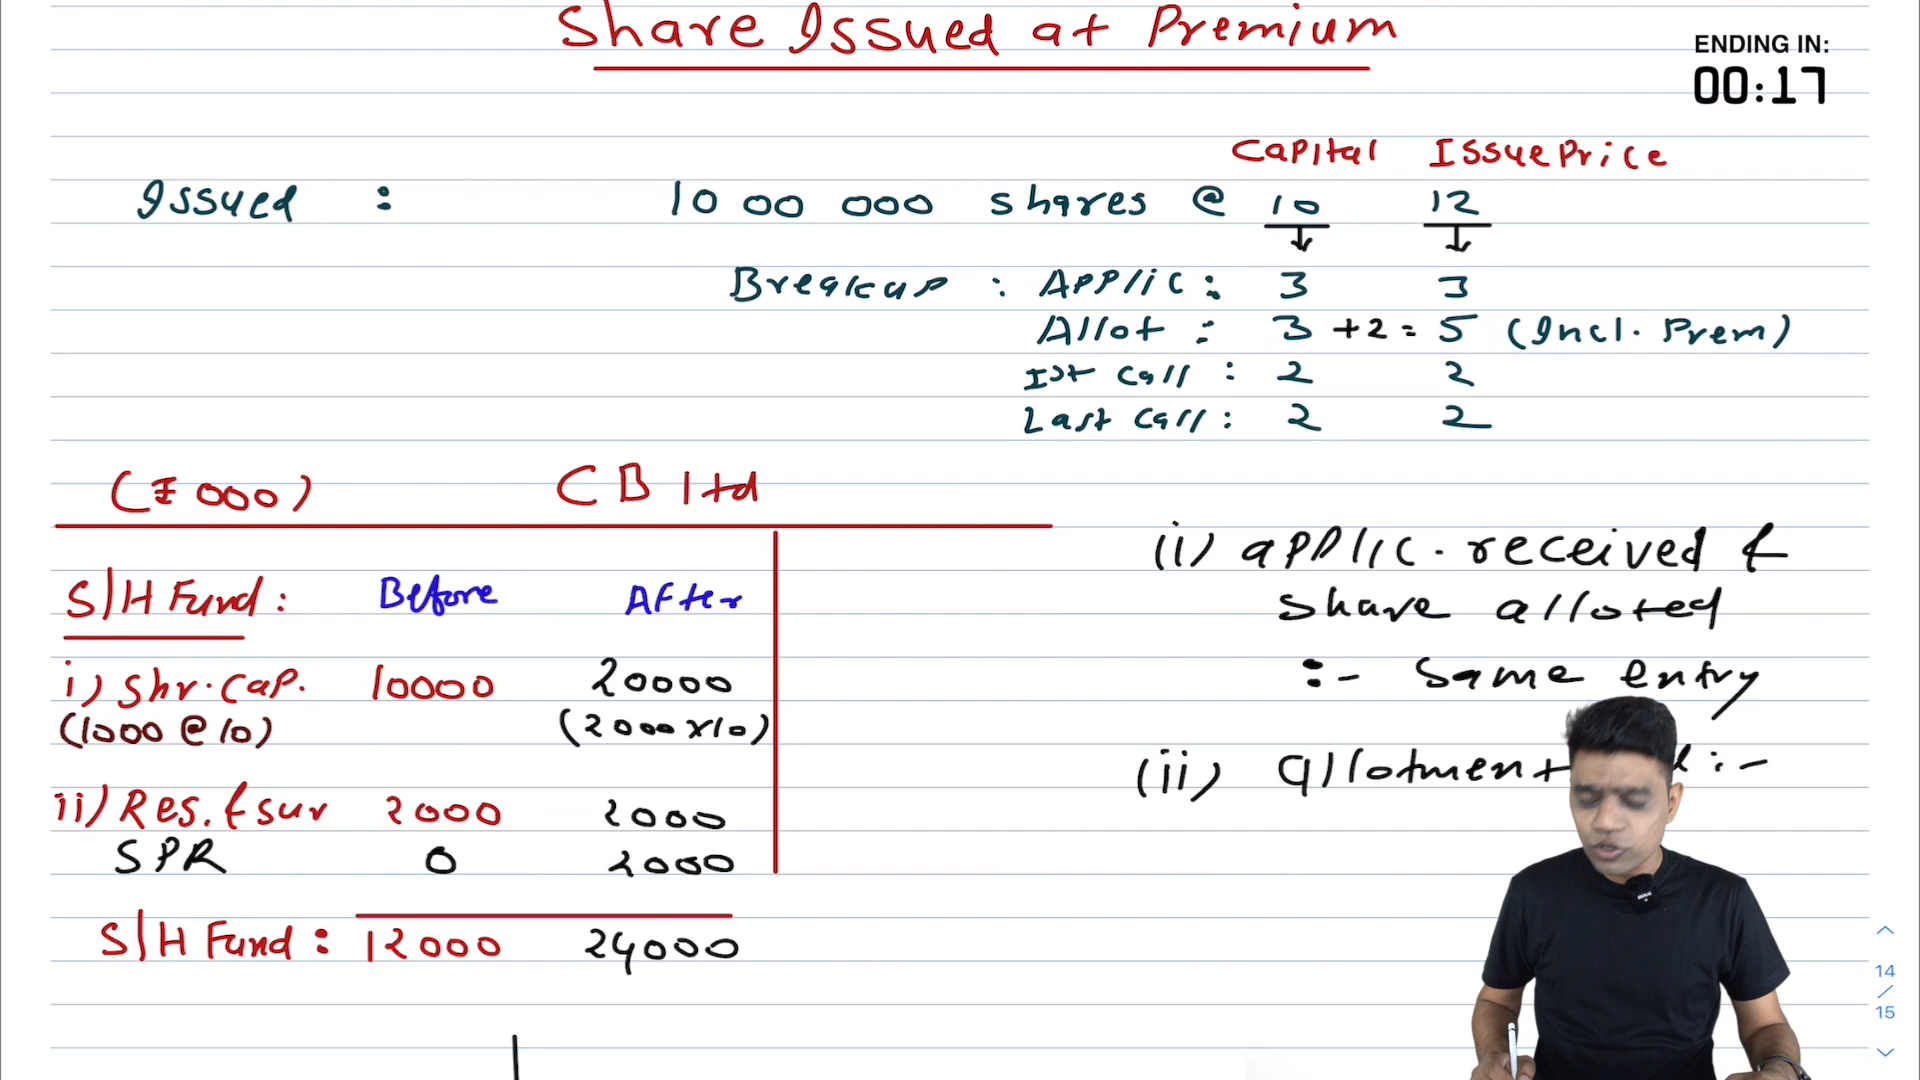 Share Issued at Premium
ENDING IN:
00:17
Capital IssuePrice
Issued : 10 00 000 shares @ 10 12
Breakup : Applic : 3 3
Allot : 3 +2 = 5 (Incl. Prem)
Ist Call : 2 2
Last Call : 2 2
(₹ 000) CB ltd
S/H Fund : Before After
i) Shr. Cap. 10000 20000
(1000 @ 10) (2000 x 10)
ii) Res. & sur 2000 2000
SPR 0 2000
S/H Fund : 12000 24000
(i) applic. received &
share alloted
:- same entry
(ii) allotment :-
14
/
15